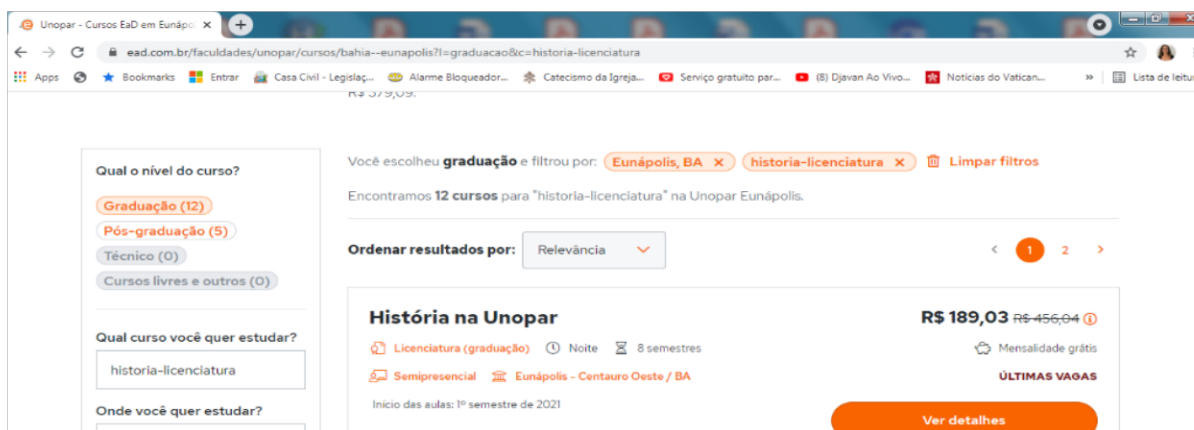 Unopar - Cursos EaD em Eunápo
ead.com.br/faculdades/unopar/cursos/bahia--eunapolis?l=graduacao&c=historia-licenciatura
Apps Bookmarks Entrar Casa Civil - Legislaç... Alarme Bloqueador... Catecismo da Igreja... Serviço gratuito par... (8) Djavan Ao Vivo... Notícias do Vatican... » Lista de leitu
Qual o nível do curso?
Graduação (12)
Pós-graduação (5)
Técnico (0)
Cursos livres e outros (0)
Qual curso você quer estudar?
historia-licenciatura
Onde você quer estudar?
R$ 379,09.
Você escolheu graduação e filtrou por: Eunápolis, BA × historia-licenciatura × Limpar filtros
Encontramos 12 cursos para "historia-licenciatura" na Unopar Eunápolis.
Ordenar resultados por: Relevância
< 1 2 >
História na Unopar
R$ 189,03 R$ 456,04
Licenciatura (graduação) Noite 8 semestres
Mensalidade grátis
Semipresencial Eunápolis - Centauro Oeste / BA
ÚLTIMAS VAGAS
Início das aulas: 1º semestre de 2021
Ver detalhes